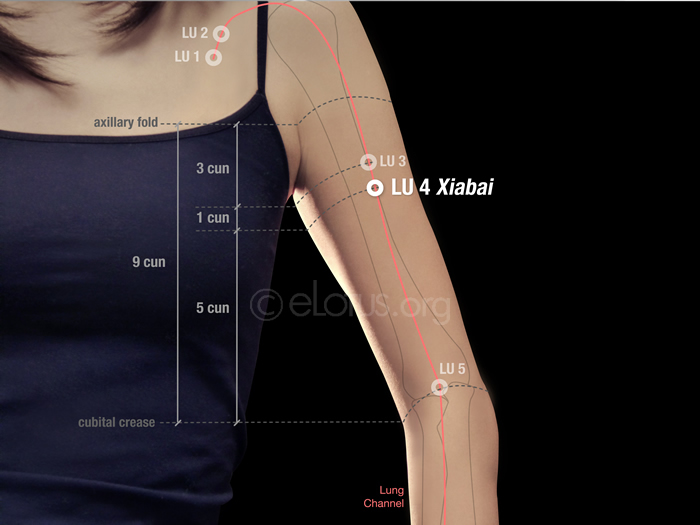 LU 2
LU 1
axillary fold
3 cun
LU 3
LU 4 Xiabai
1 cun
9 cun
5 cun
© eLotus.org
LU 5
cubital crease
Lung
Channel